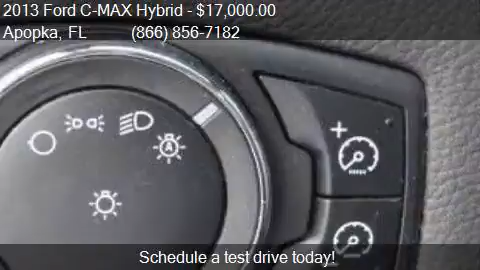 2013 Ford C-MAX Hybrid - $17,000.00
Apopka, FL (866) 856-7182
A
Schedule a test drive today!